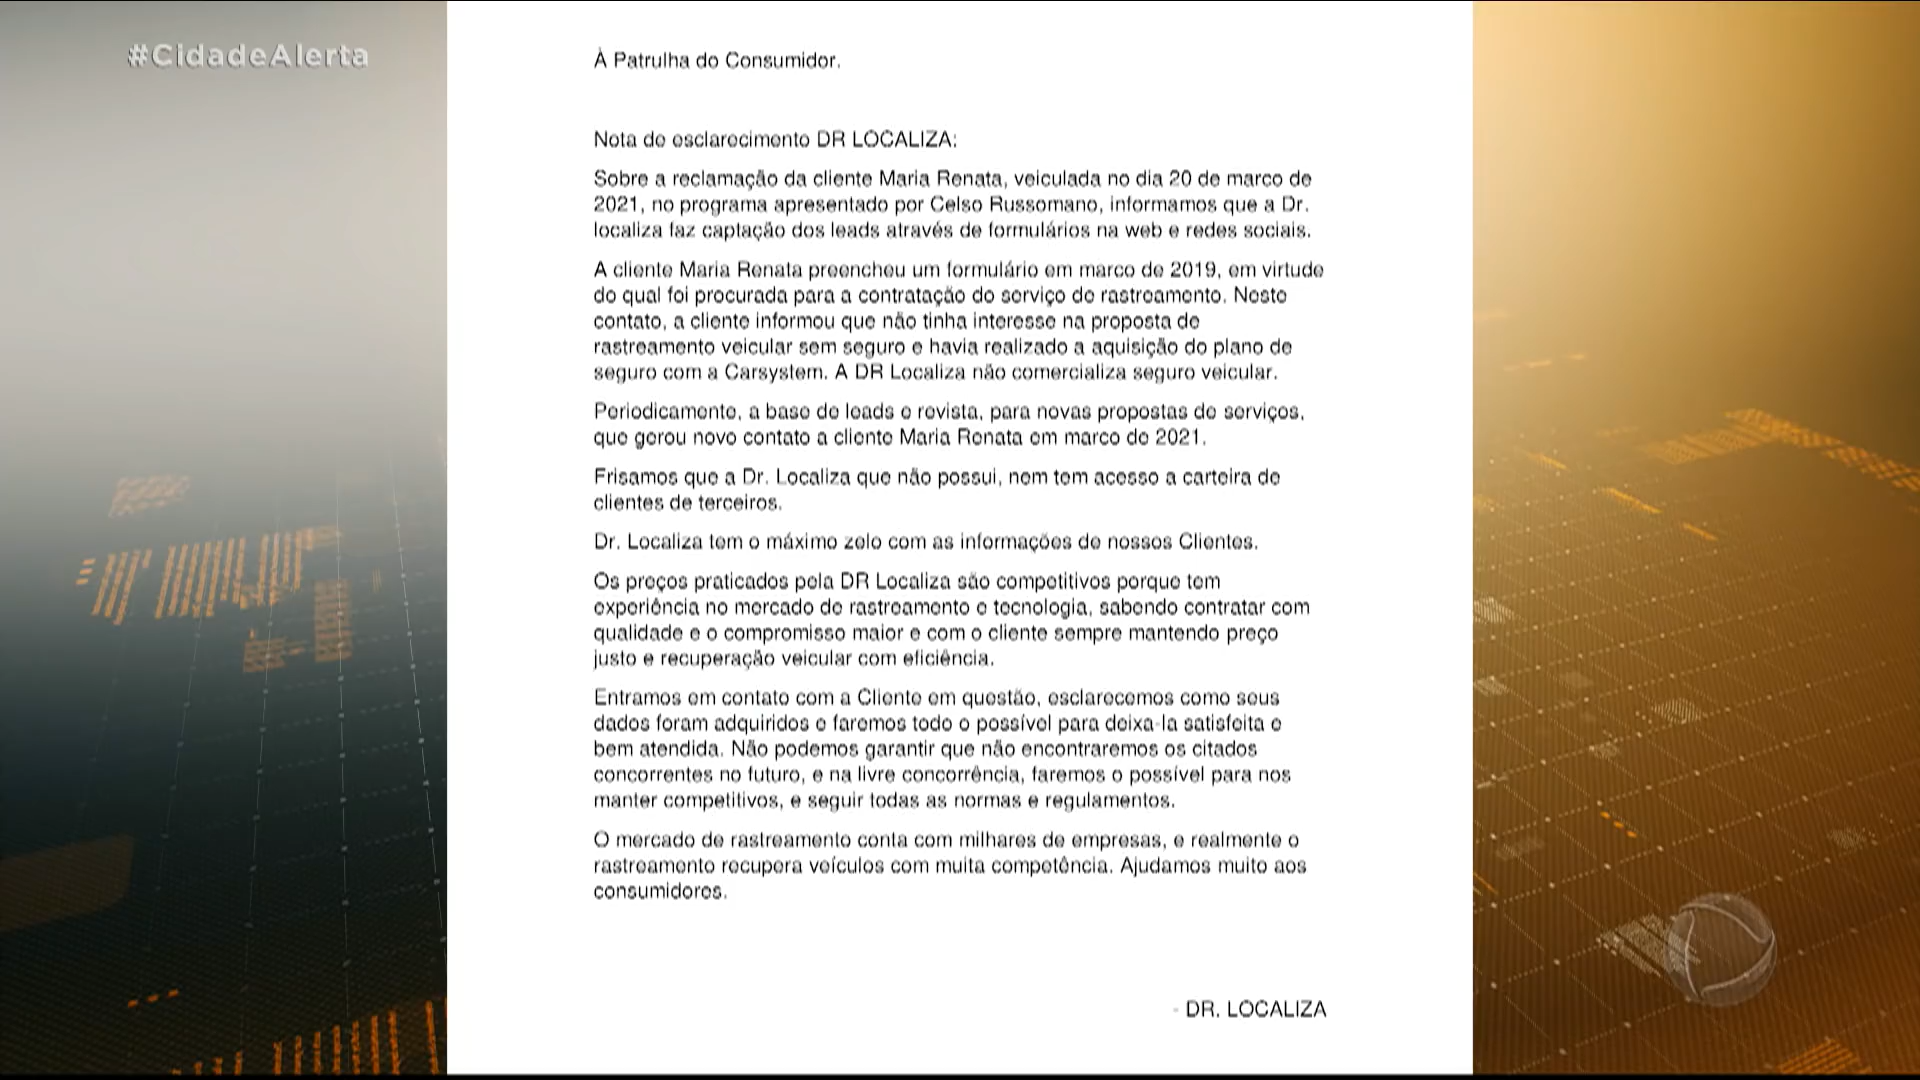 #CidadeAlerta
À Patrulha do Consumidor.
Nota de esclarecimento DR LOCALIZA:
Sobre a reclamação da cliente Maria Renata, veiculada no dia 20 de marco de
2021, no programa apresentado por Celso Russomano, informamos que a Dr.
localiza faz captação dos leads através de formulários na web e redes sociais.
A cliente Maria Renata preencheu um formulário em marco de 2019, em virtude
do qual foi procurada para a contratação do serviço de rastreamento. Neste
contato, a cliente informou que não tinha interesse na proposta de
rastreamento veicular sem seguro e havia realizado a aquisição do plano de
seguro com a Carsystem. A DR Localiza não comercializa seguro veicular.
Periodicamente, a base de leads e revista, para novas propostas de serviços,
que gerou novo contato a cliente Maria Renata em marco de 2021.
Frisamos que a Dr. Localiza que não possui, nem tem acesso a carteira de
clientes de terceiros.
Dr. Localiza tem o máximo zelo com as informações de nossos Clientes.
Os preços praticados pela DR Localiza são competitivos porque tem
experiência no mercado de rastreamento e tecnologia, sabendo contratar com
qualidade e o compromisso maior e com o cliente sempre mantendo preço
justo e recuperação veicular com eficiência.
Entramos em contato com a Cliente em questão, esclarecemos como seus
dados foram adquiridos e faremos todo o possível para deixa-la satisfeita e
bem atendida. Não podemos garantir que não encontraremos os citados
concorrentes no futuro, e na livre concorrência, faremos o possível para nos
manter competitivos, e seguir todas as normas e regulamentos.
O mercado de rastreamento conta com milhares de empresas, e realmente o
rastreamento recupera veículos com muita competência. Ajudamos muito aos
consumidores.
- DR. LOCALIZA